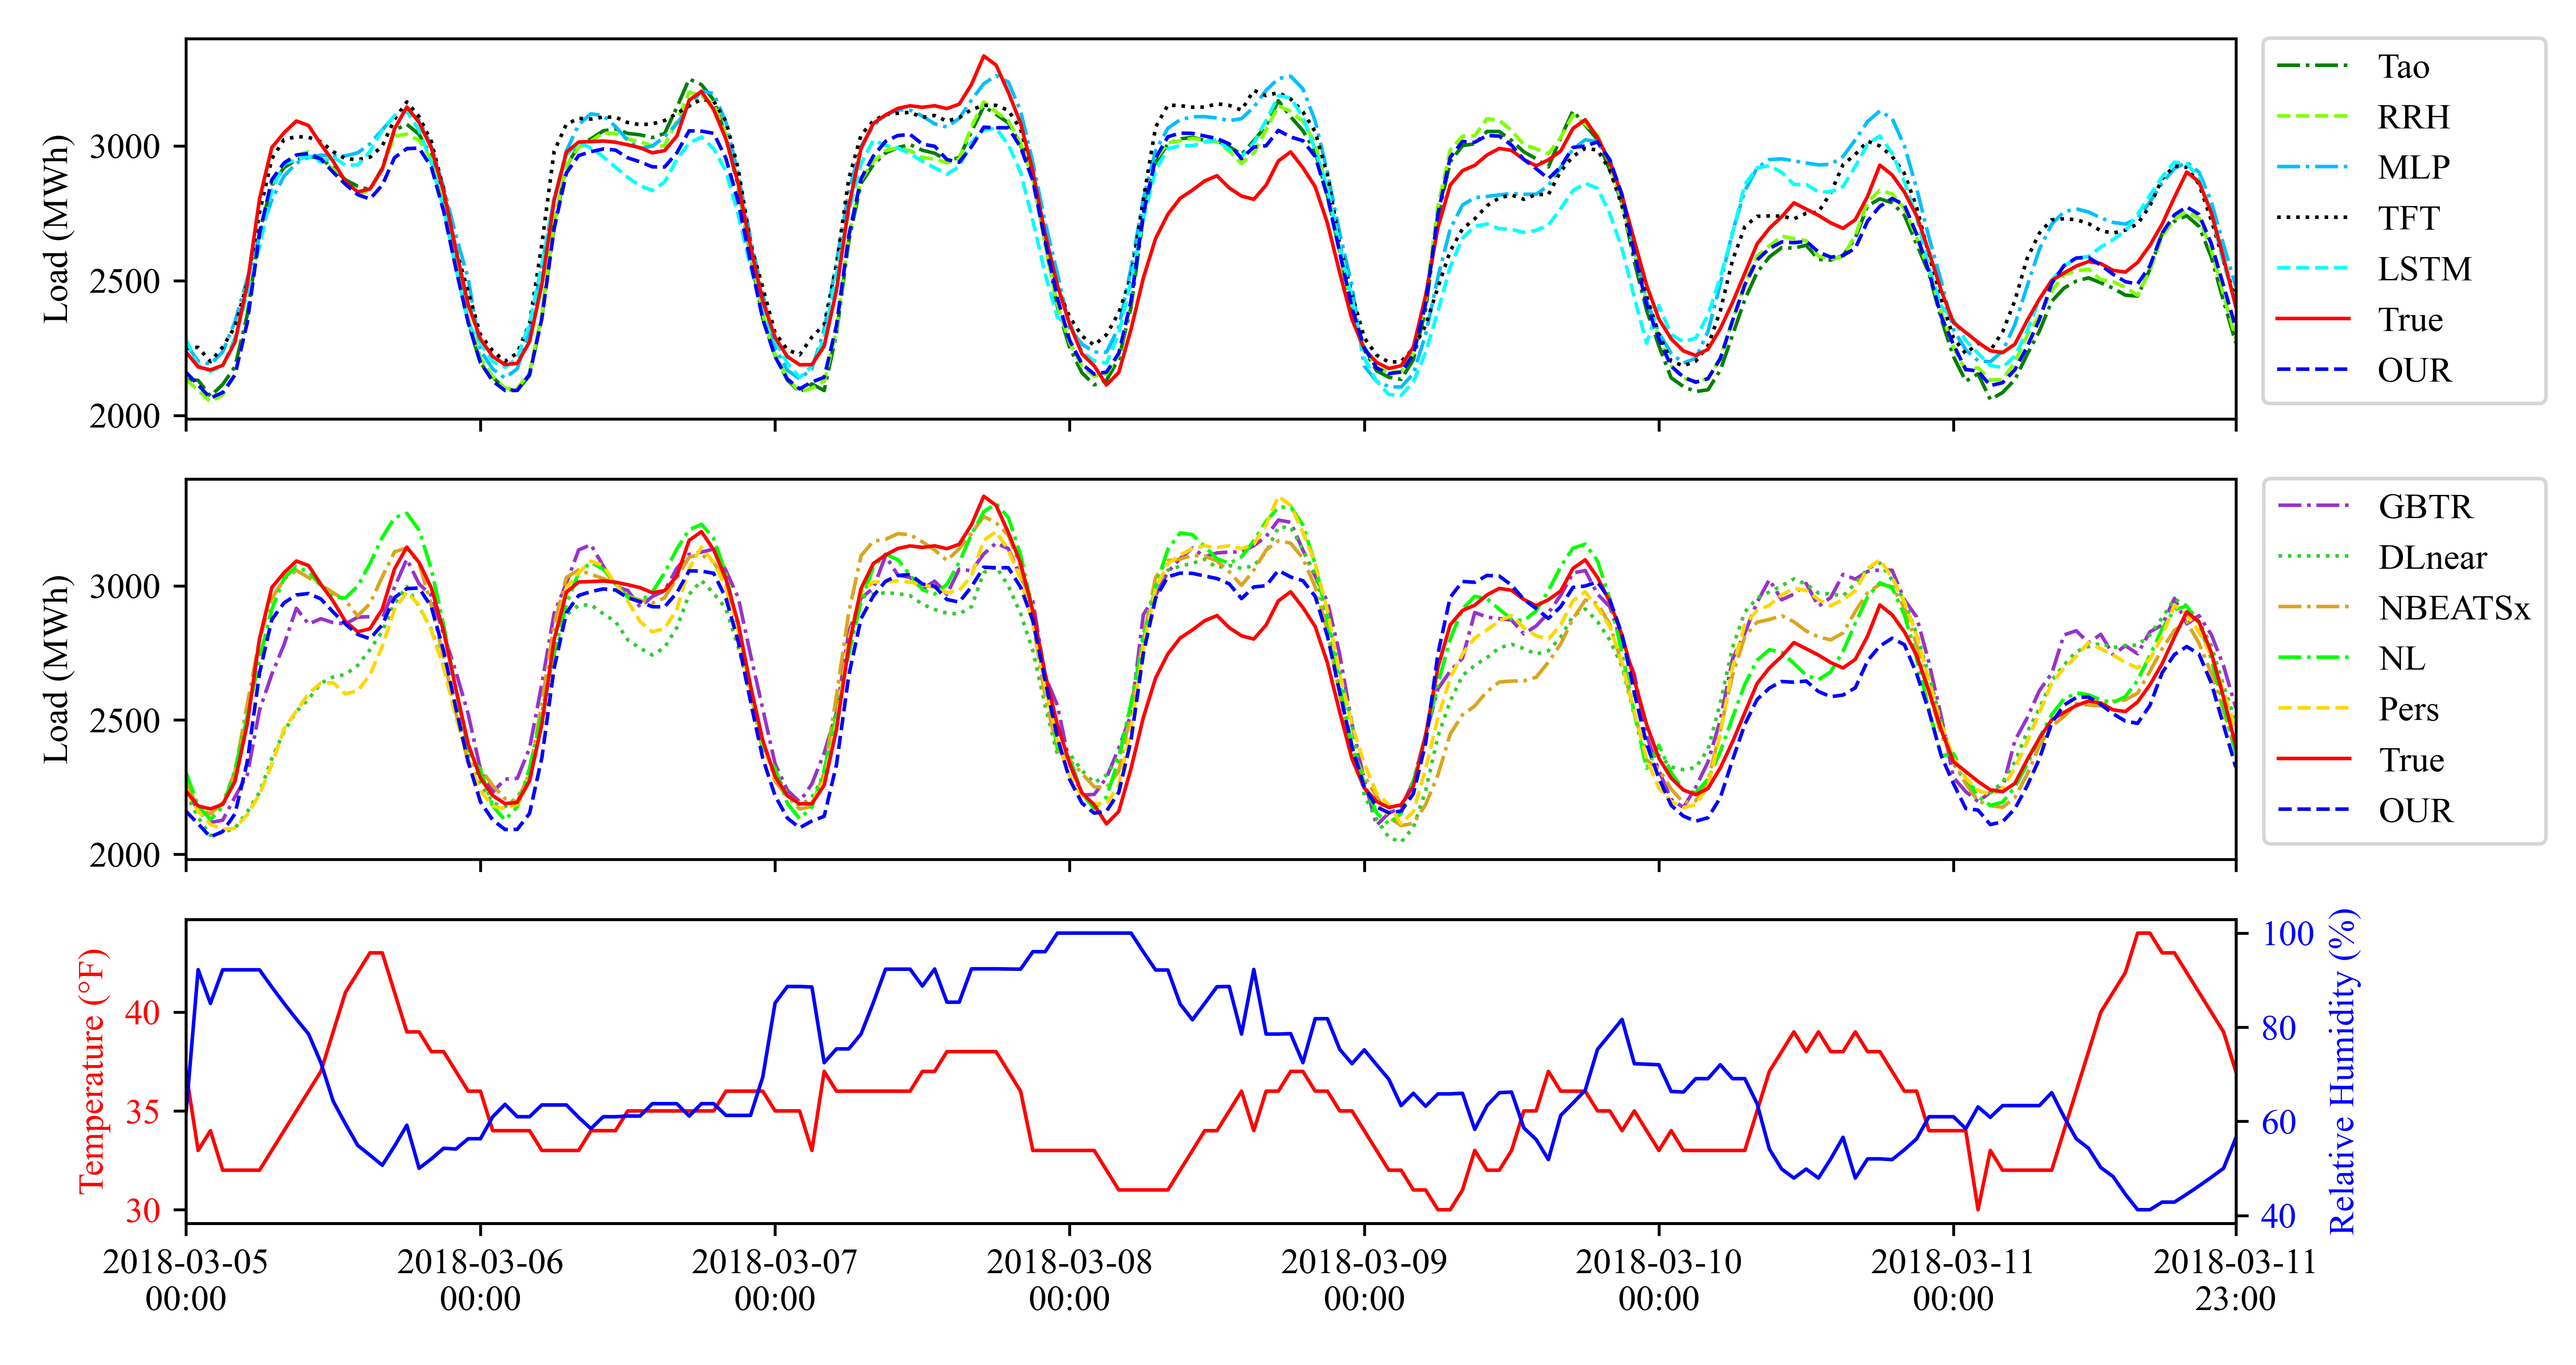 Load (MWh)
3000
2500
2000
Tao
RRH
MLP
TFT
LSTM
True
OUR
Load (MWh)
3000
2500
2000
GBTR
DLnear
NBEATSx
NL
Pers
True
OUR
Temperature (°F)
40
35
30
100
80
60
40
Relative Humidity (%)
2018-03-05 2018-03-06 2018-03-07 2018-03-08 2018-03-09 2018-03-10 2018-03-11 2018-03-11
00:00 00:00 00:00 00:00 00:00 00:00 00:00 23:00